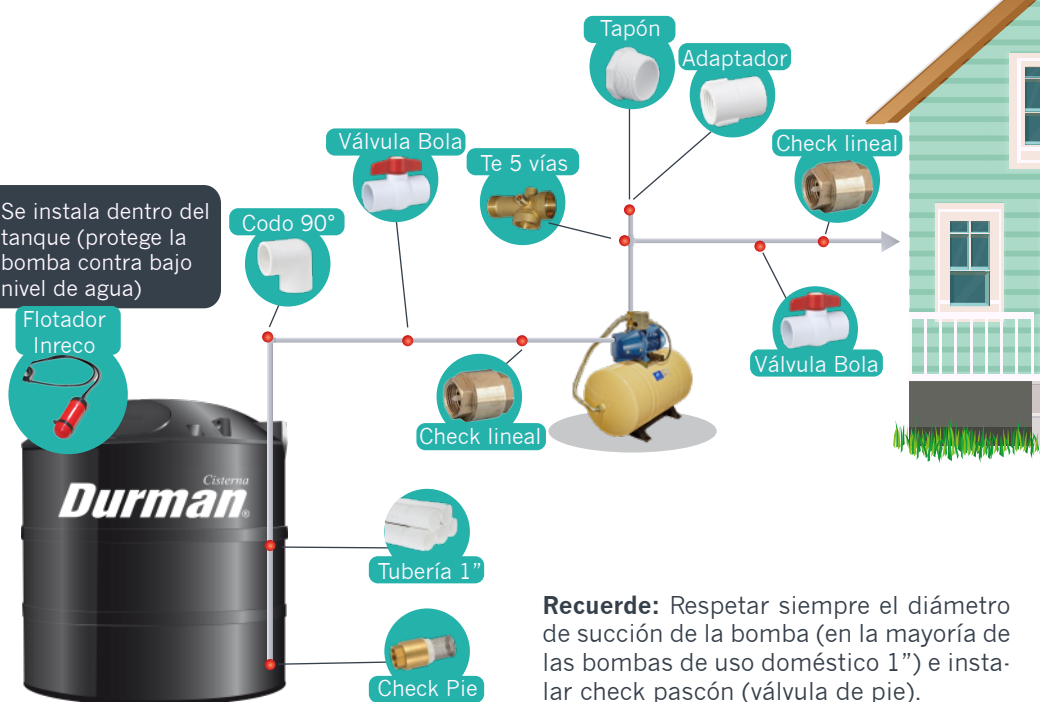 Tapón
Adaptador
Válvula Bola
Te 5 vías
Check lineal
Se instala dentro del
tanque (protege la
bomba contra bajo
nivel de agua)
Codo 90°
Flotador
Inreco
Válvula Bola
Check lineal
Cisterna
Durman®
Tubería 1”
Check Pie
Recuerde: Respetar siempre el diámetro
de succión de la bomba (en la mayoría de
las bombas de uso doméstico 1”) e insta-
lar check pascón (válvula de pie).